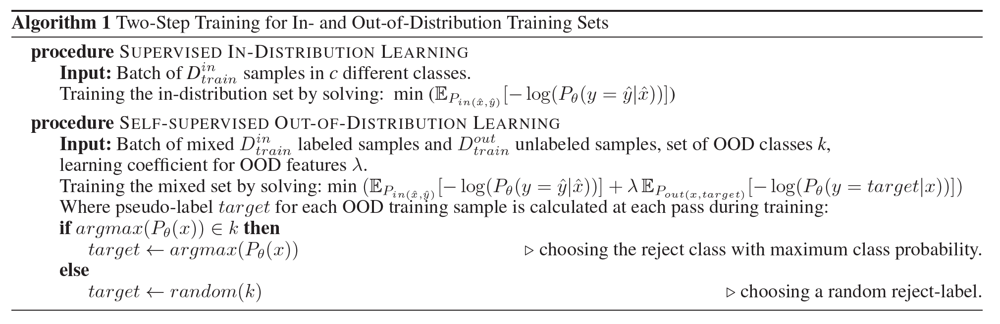 Algorithm 1 Two-Step Training for In- and Out-of-Distribution Training Sets
procedure SUPERVISED IN-DISTRIBUTION LEARNING
Input: Batch of $D_{train}^{in}$ samples in c different classes.
Training the in-distribution set by solving: $\min (\mathbb{E}_{P_{in(\hat{x},\hat{y})}}[-\log(P_\theta(y = \hat{y}|\hat{x}))])$
procedure SELF-SUPERVISED OUT-OF-DISTRIBUTION LEARNING
Input: Batch of mixed $D_{train}^{in}$ labeled samples and $D_{train}^{out}$ unlabeled samples, set of OOD classes k,
learning coefficient for OOD features $\lambda$.
Training the mixed set by solving: $\min (\mathbb{E}_{P_{in(\hat{x},\hat{y})}}[-\log(P_\theta(y = \hat{y}|\hat{x}))] + \lambda \mathbb{E}_{P_{out(x,target)}}[-\log(P_\theta(y = target|x))])$
Where pseudo-label $target$ for each OOD training sample is calculated at each pass during training:
if $argmax(P_\theta(x)) \in k$ then
$target \leftarrow argmax(P_\theta(x))$ ▷ choosing the reject class with maximum class probability.
else
$target \leftarrow random(k)$ ▷ choosing a random reject-label.